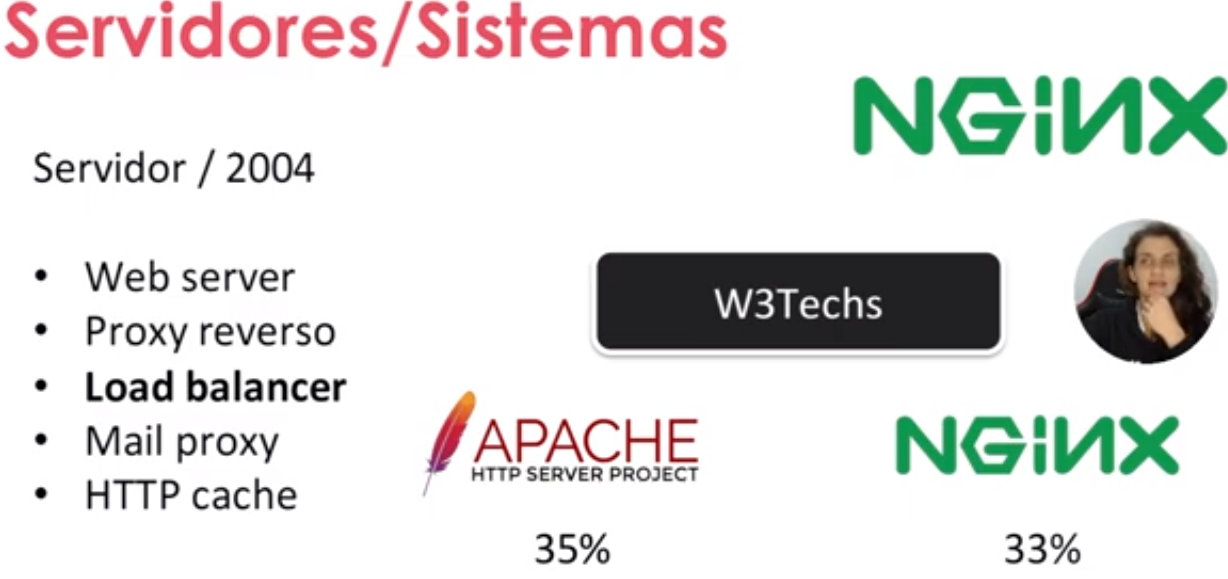 Servidores/Sistemas
NGiNX
Servidor / 2004
• Web server
• Proxy reverso
• Load balancer
• Mail proxy
• HTTP cache
W3Techs
APACHE
HTTP SERVER PROJECT
35%
NGiNX
33%